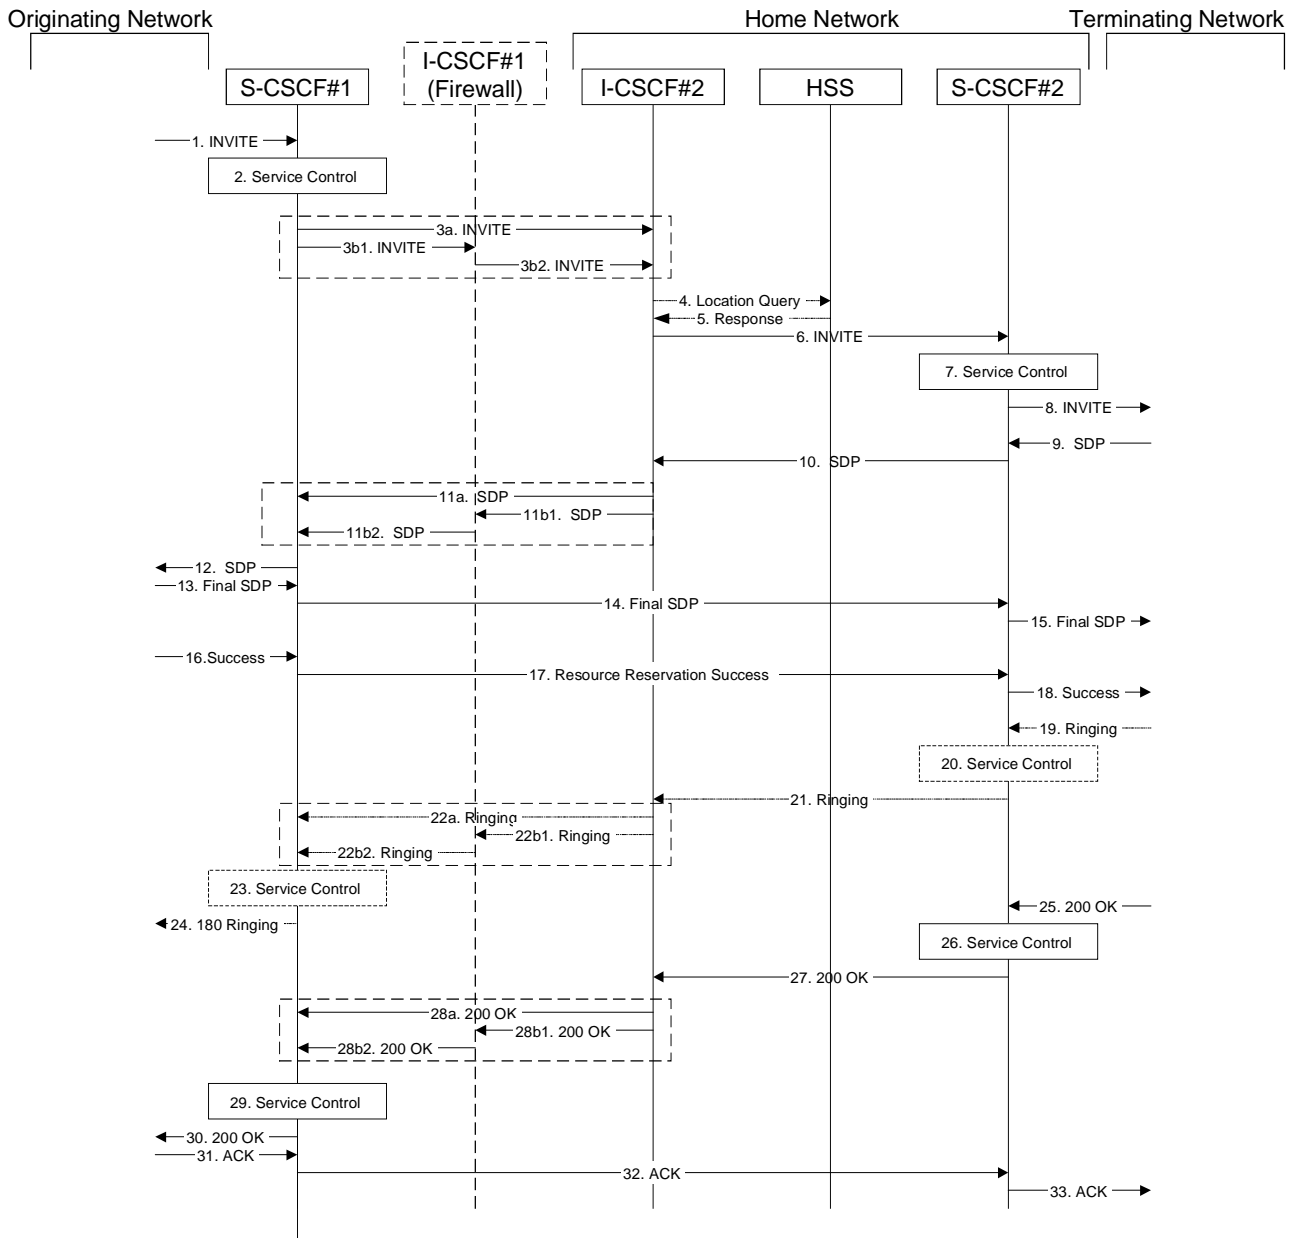 Originating Network
Home Network
Terminating Network
S-CSCF#1
I-CSCF#1
(Firewall)
I-CSCF#2
HSS
S-CSCF#2
1. INVITE
2. Service Control
3a. INVITE
3b1. INVITE
3b2. INVITE
4. Location Query
5. Response
6. INVITE
7. Service Control
8. INVITE
9. SDP
10. SDP
11a. SDP
11b1. SDP
11b2. SDP
12. SDP
13. Final SDP
14. Final SDP
15. Final SDP
16.Success
17. Resource Reservation Success
18. Success
19. Ringing
20. Service Control
21. Ringing
22a. Ringing
22b1. Ringing
22b2. Ringing
23. Service Control
24. 180 Ringing
25. 200 OK
26. Service Control
27. 200 OK
28a. 200 OK
28b1. 200 OK
28b2. 200 OK
29. Service Control
30. 200 OK
31. ACK
32. ACK
33. ACK